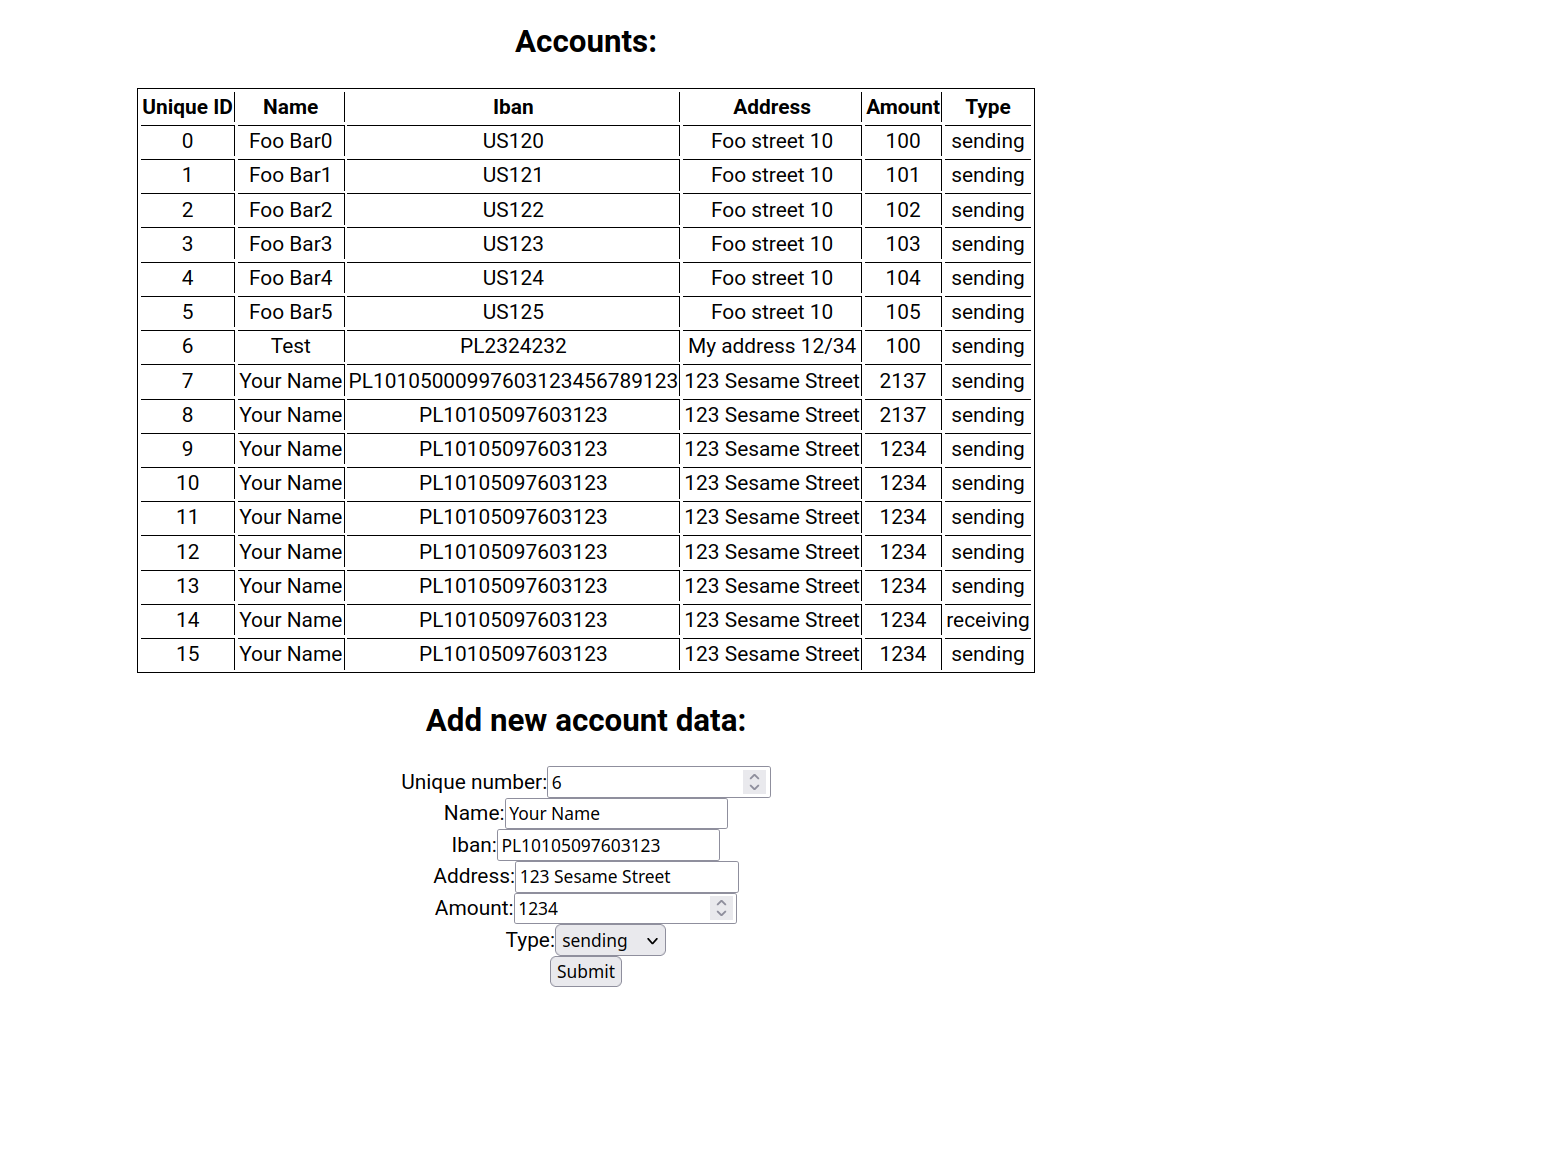 Accounts:
Unique ID Name Iban Address Amount Type
0 Foo Bar0 US120 Foo street 10 100 sending
1 Foo Bar1 US121 Foo street 10 101 sending
2 Foo Bar2 US122 Foo street 10 102 sending
3 Foo Bar3 US123 Foo street 10 103 sending
4 Foo Bar4 US124 Foo street 10 104 sending
5 Foo Bar5 US125 Foo street 10 105 sending
6 Test PL2324232 My address 12/34 100 sending
7 Your Name PL10105000997603123456789123 123 Sesame Street 2137 sending
8 Your Name PL10105097603123 123 Sesame Street 2137 sending
9 Your Name PL10105097603123 123 Sesame Street 1234 sending
10 Your Name PL10105097603123 123 Sesame Street 1234 sending
11 Your Name PL10105097603123 123 Sesame Street 1234 sending
12 Your Name PL10105097603123 123 Sesame Street 1234 sending
13 Your Name PL10105097603123 123 Sesame Street 1234 sending
14 Your Name PL10105097603123 123 Sesame Street 1234 receiving
15 Your Name PL10105097603123 123 Sesame Street 1234 sending
Add new account data:
Unique number: 6
Name: Your Name
Iban: PL10105097603123
Address: 123 Sesame Street
Amount: 1234
Type: sending
Submit